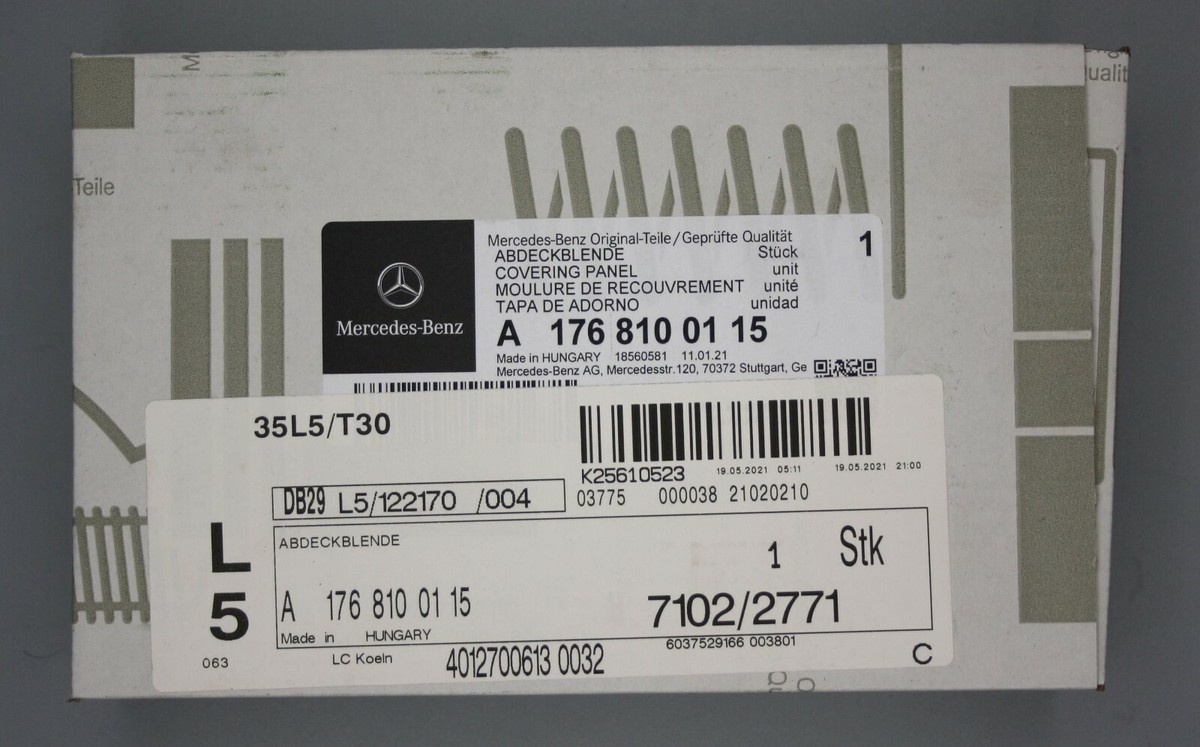 Teile
ualit
Mercedes-Benz
Mercedes-Benz Original-Teile/Geprüfte Qualität
1
ABDECKBLENDE Stück
COVERING PANEL unit
MOULURE DE RECOUVREMENT unité
TAPA DE ADORNO unidad
A 176 810 01 15
Made in HUNGARY 18560581 11.01.21
Mercedes-Benz AG, Mercedesstr.120, 70372 Stuttgart, Ge
35L5/T30
K25610523 19.05.2021 05:11 19.05.2021 21:00
DB29 L5/122170 /004
03775 000038 21020210
L
5
063
ABDECKBLENDE
1 Stk
A 176 810 01 15
7102/2771
Made in HUNGARY
6037529166 003801
LC Koeln
4012700613 0032
C